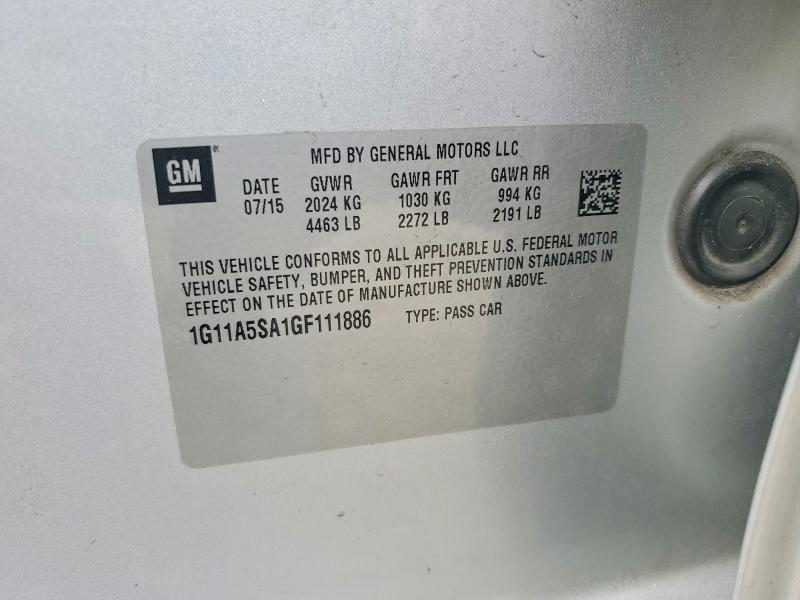 GM®
MFD BY GENERAL MOTORS LLC
DATE GVWR GAWR FRT GAWR RR
07/15 2024 KG 1030 KG 994 KG
4463 LB 2272 LB 2191 LB
THIS VEHICLE CONFORMS TO ALL APPLICABLE U.S. FEDERAL MOTOR
VEHICLE SAFETY, BUMPER, AND THEFT PREVENTION STANDARDS IN
EFFECT ON THE DATE OF MANUFACTURE SHOWN ABOVE.
1G11A5SA1GF111886 TYPE: PASS CAR